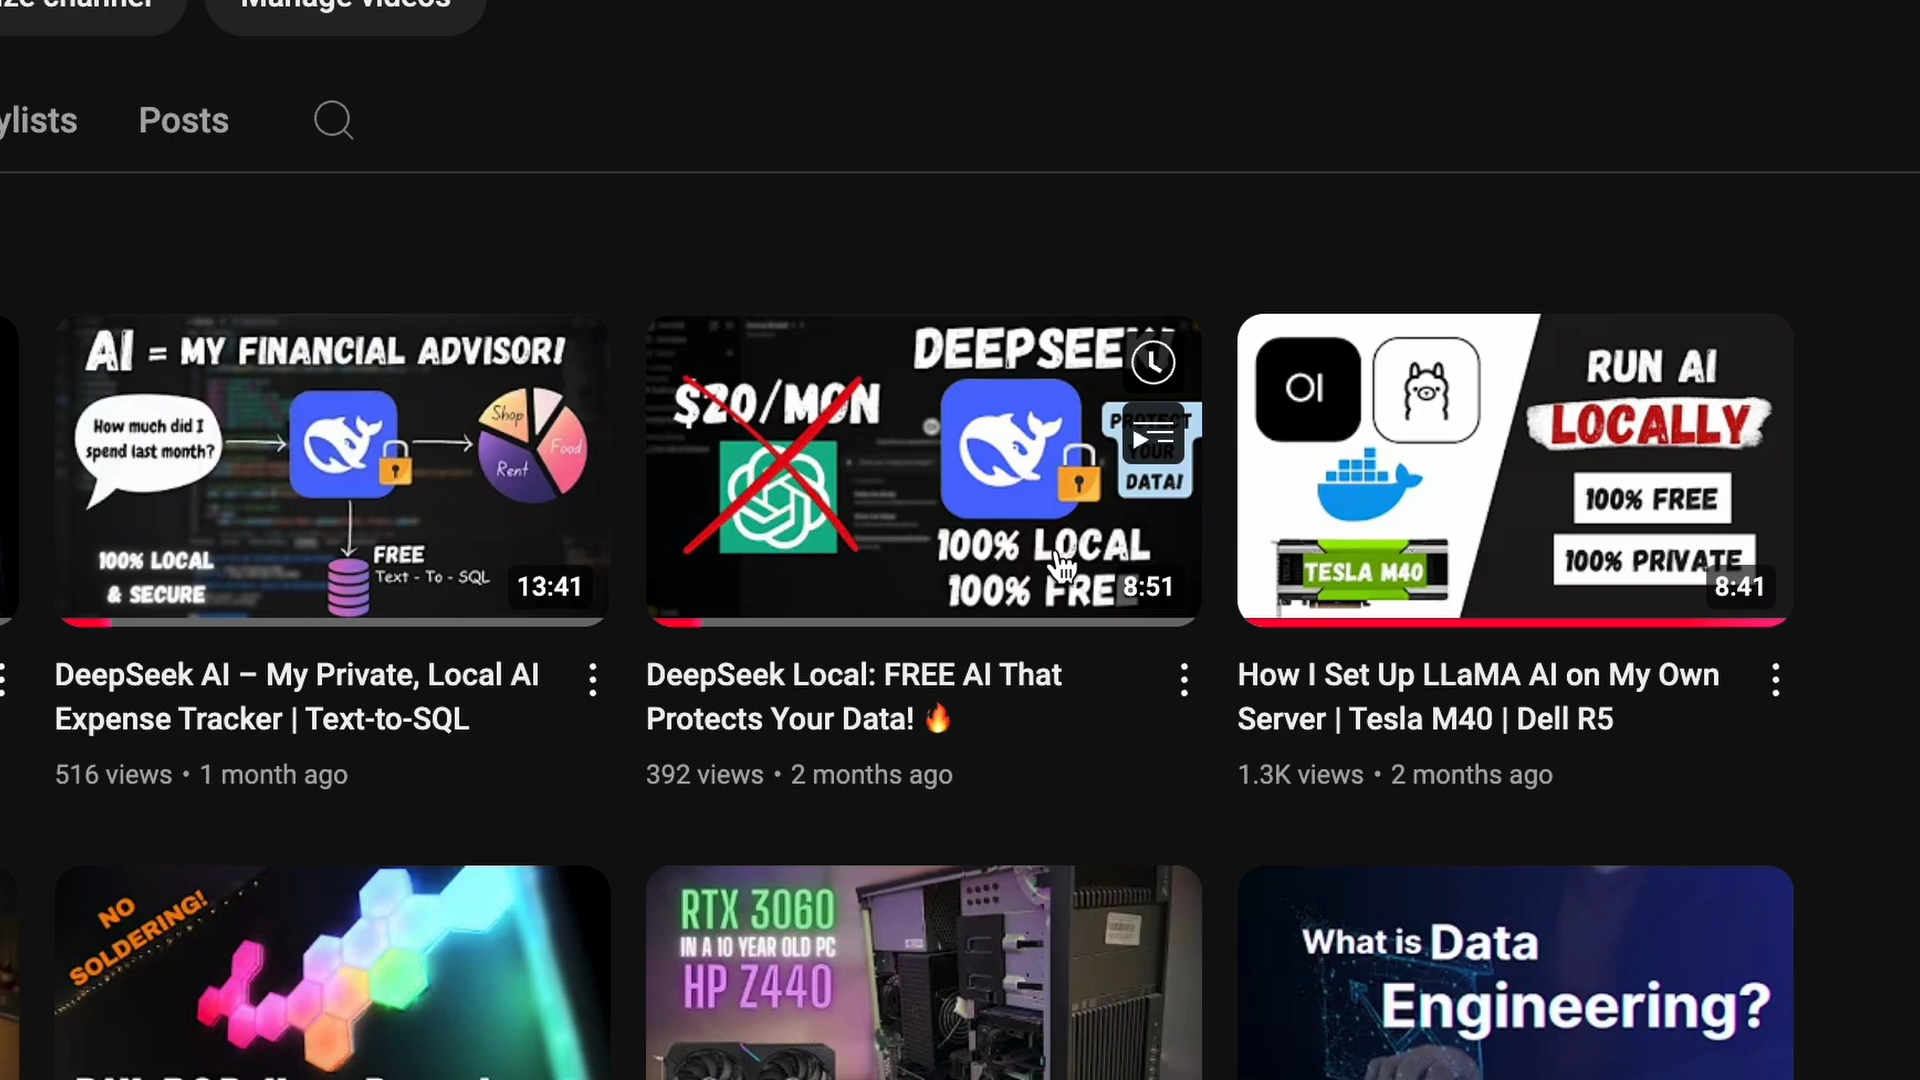 Manage videos
Posts
AI = MY FINANCIAL ADVISOR!
How much did I
spend last month?
Shop
Food
Rent
100% LOCAL
& SECURE
FREE
Text - To - SQL
13:41
DeepSeek AI – My Private, Local AI
Expense Tracker | Text-to-SQL
516 views • 1 month ago
$20/MON
PROTECT
YOUR
DATA!
100% LOCAL
100%
8:51
DeepSeek Local: FREE AI That
Protects Your Data! 🔥
392 views • 2 months ago
RUN AI
LOCALLY
100% FREE
100% PRIVATE
TESLA M40
8:41
How I Set Up LLaMA AI on My Own
Server | Tesla M40 | Dell R5
1.3K views • 2 months ago
NO
SOLDERING!
RTX 3060
IN A 10 YEAR OLD PC
HP Z440
What is Data
Engineering?